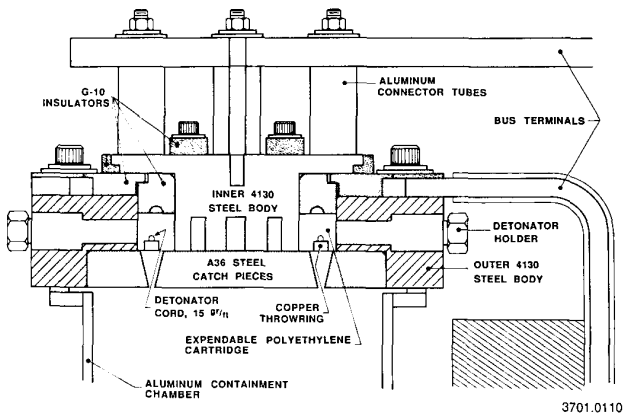 G-10
INSULATORS
ALUMINUM
CONNECTOR TUBES
BUS TERMINALS
INNER 4130
STEEL BODY
DETONATOR
HOLDER
A36 STEEL
CATCH PIECES
OUTER 4130
STEEL BODY
DETONATOR
CORD, 15 gr/ft
COPPER
THROWRING
EXPENDABLE POLYETHYLENE
CARTRIDGE
ALUMINUM CONTAINMENT
CHAMBER
3701.0110